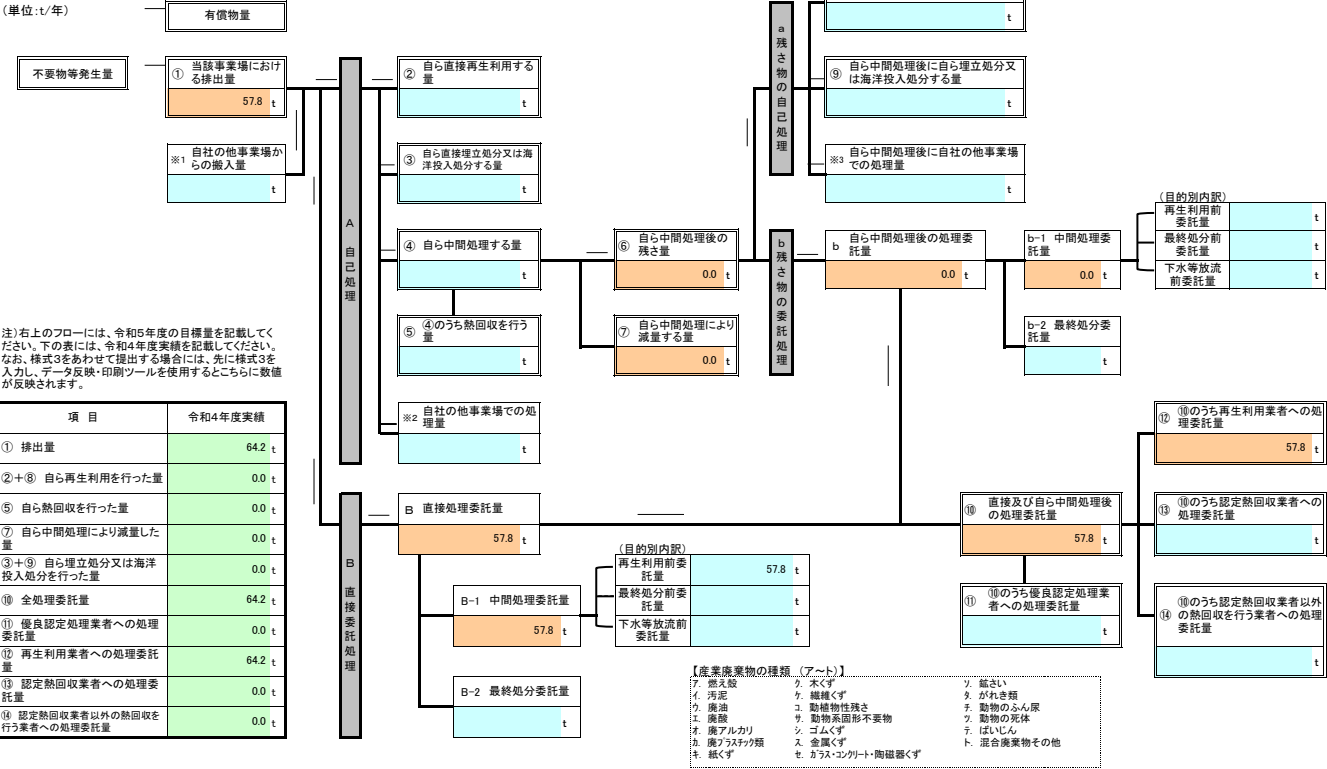 (単位:t/年)
有償物量
t
不要物等発生量
① 当該事業場におけ
る排出量
57.8 t
※1 自社の他事業場か
らの搬入量
t
A 自己処理
② 自ら直接再生利用する
量
t
③ 自ら直接埋立処分又は海
洋投入処分する量
t
④ 自ら中間処理する量
t
⑤ ④のうち熱回収を行う
量
t
※2 自社の他事業場での処
理量
t
⑥ 自ら中間処理後の
残さ量
0.0 t
⑦ 自ら中間処理により
減量する量
0.0 t
a 残さ物の自己処理
⑨ 自ら中間処理後に自ら埋立処分又
は海洋投入処分する量
t
※3 自ら中間処理後に自社の他事業場
での処理量
t
b 残さ物の委託処理
b 自ら中間処理後の処理委
託量
0.0 t
b-1 中間処理委
託量
0.0 t
b-2 最終処分委
託量
t
(目的別内訳)
再生利用前
委託量
t
最終処分前
委託量
t
下水等放流
前委託量
t
注)右上のフローには、令和5年度の目標量を記載してく
ださい。下の表には、令和4年度実績を記載してください。
なお、様式3をあわせて提出する場合には、先に様式3を
入力し、データ反映・印刷ツールを使用するとこちらに数値
が反映されます。
項 目 令和4年度実績
① 排出量 64.2 t
②+⑧ 自ら再生利用を行った量 0.0 t
⑤ 自ら熱回収を行った量 0.0 t
⑦ 自ら中間処理により減量した
量 0.0 t
③+⑨ 自ら埋立処分又は海洋
投入処分を行った量 0.0 t
⑩ 全処理委託量 64.2 t
⑪ 優良認定処理業者への処理
委託量 0.0 t
⑫ 再生利用業者への処理委託
量 64.2 t
⑬ 認定熱回収業者への処理委
託量 0.0 t
⑭ 認定熱回収業者以外の熱回収を
行う業者への処理委託量 0.0 t
B 直接委託処理
B 直接処理委託量
57.8 t
B-1 中間処理委託量
57.8 t
B-2 最終処分委託量
t
(目的別内訳)
再生利用前委
託量
57.8 t
最終処分前委
託量
t
下水等放流前
委託量
t
⑩ 直接及び自ら中間処理後
の処理委託量
57.8 t
⑪ ⑩のうち優良認定処理業
者への処理委託量
t
⑫ ⑩のうち再生利用業者への処
理委託量
57.8 t
⑬ ⑩のうち認定熱回収業者への
処理委託量
t
⑭ ⑩のうち認定熱回収業者以外
の熱回収を行う業者への処理
委託量
t
【産業廃棄物の種類 (ア~ト)】
ア. 燃え殻 ク. 木くず ソ. 鉱さい
イ. 汚泥 ケ. 繊維くず タ. がれき類
ウ. 廃油 コ. 動植物性残さ チ. 動物のふん尿
エ. 廃酸 サ. 動物系固形不要物 ツ. 動物の死体
オ. 廃アルカリ シ. ゴムくず テ. ばいじん
カ. 廃プラスチック類 ス. 金属くず ト. 混合廃棄物その他
キ. 紙くず セ. ガラス・コンクリート・陶磁器くず